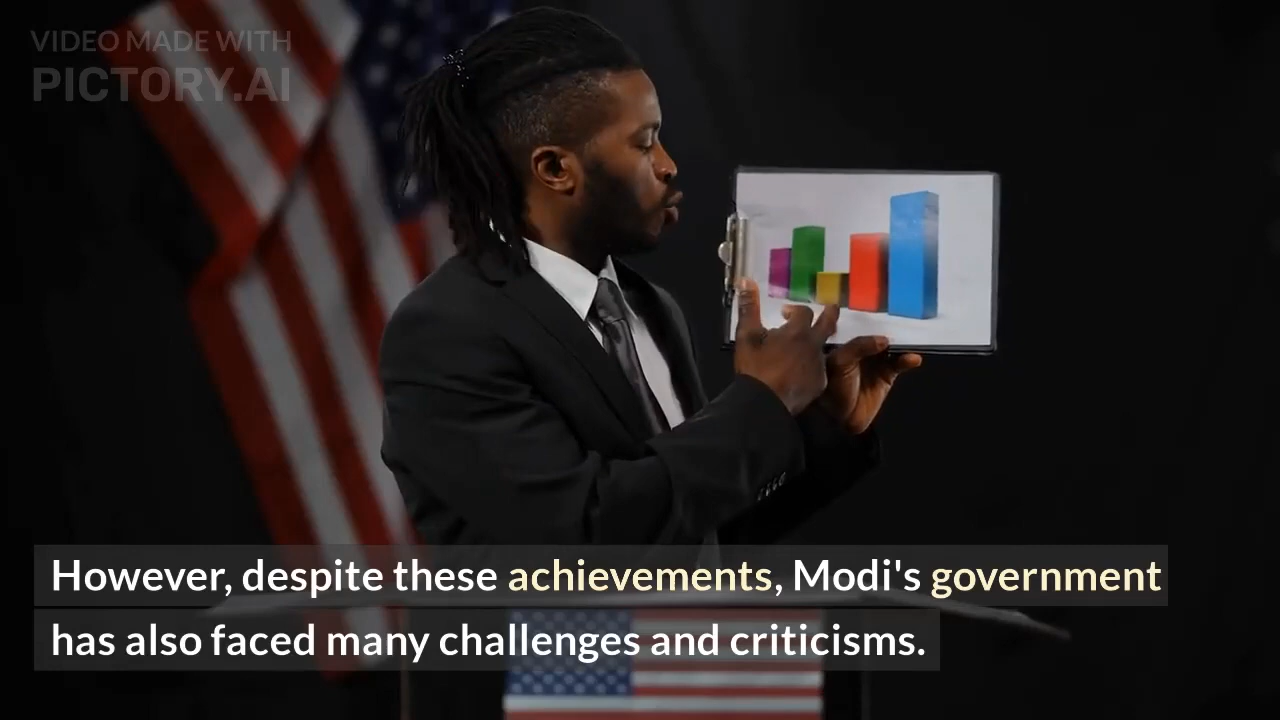 VIDEO MADE WITH
PICTORY.AI
However, despite these achievements, Modi's government
has also faced many challenges and criticisms.